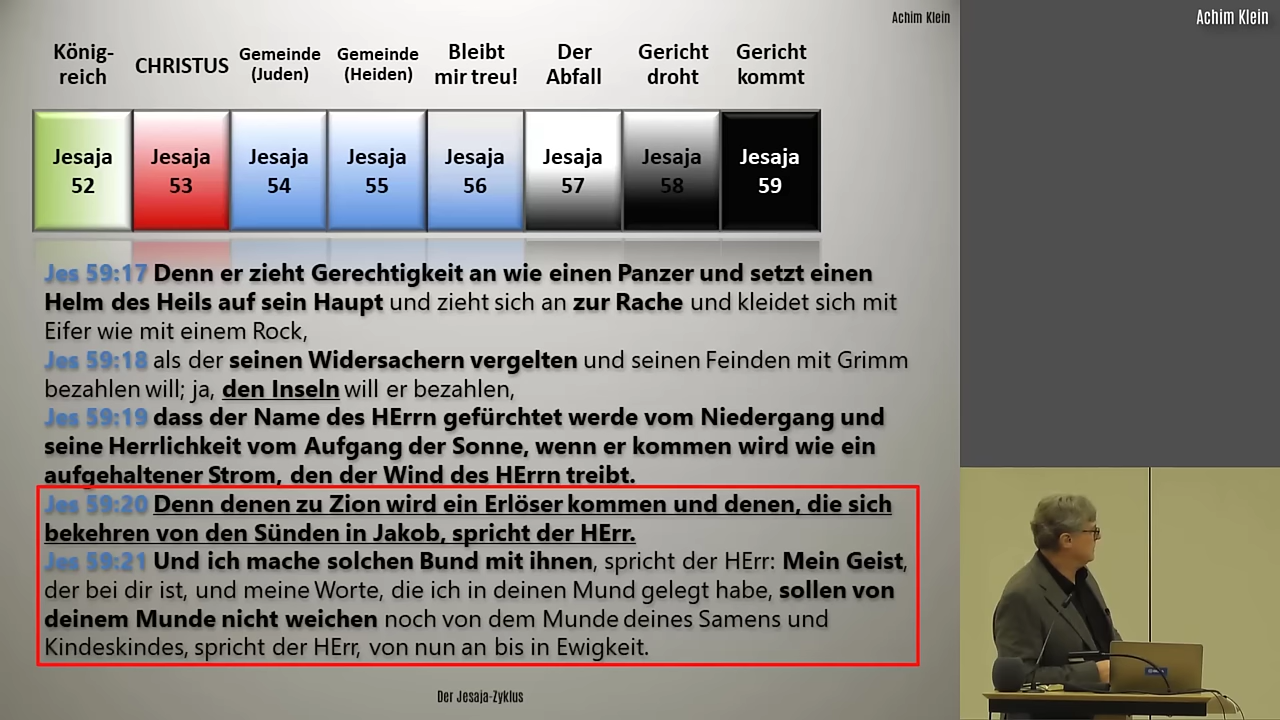 Achim Klein
Achim Klein
König-
reich
CHRISTUS
Gemeinde
(Juden)
Gemeinde
(Heiden)
Bleibt
mir treu!
Der
Abfall
Gericht
droht
Gericht
kommt
Jesaja
52
Jesaja
53
Jesaja
54
Jesaja
55
Jesaja
56
Jesaja
57
Jesaja
58
Jesaja
59
Jes 59:17 Denn er zieht Gerechtigkeit an wie einen Panzer und setzt einen
Helm des Heils auf sein Haupt und zieht sich an zur Rache und kleidet sich mit
Eifer wie mit einem Rock,
Jes 59:18 als der seinen Widersachern vergelten und seinen Feinden mit Grimm
bezahlen will; ja, den Inseln will er bezahlen,
Jes 59:19 dass der Name des HErrn gefürchtet werde vom Niedergang und
seine Herrlichkeit vom Aufgang der Sonne, wenn er kommen wird wie ein
aufgehaltener Strom, den der Wind des HErrn treibt.
Jes 59:20 Denn denen zu Zion wird ein Erlöser kommen und denen, die sich
bekehren von den Sünden in Jakob, spricht der HErr.
Jes 59:21 Und ich mache solchen Bund mit ihnen, spricht der HErr: Mein Geist,
der bei dir ist, und meine Worte, die ich in deinen Mund gelegt habe, sollen von
deinem Munde nicht weichen noch von dem Munde deines Samens und
Kindeskindes, spricht der HErr, von nun an bis in Ewigkeit.
Der Jesaja-Zyklus